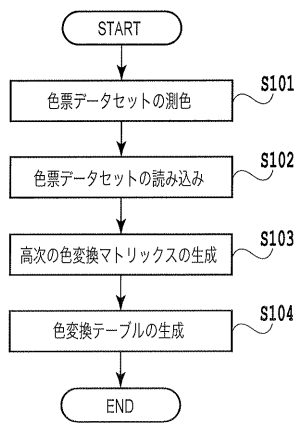 START
色票データセットの測色
S101
色票データセットの読み込み
S102
高次の色変換マトリックスの生成
S103
色変換テーブルの生成
S104
END